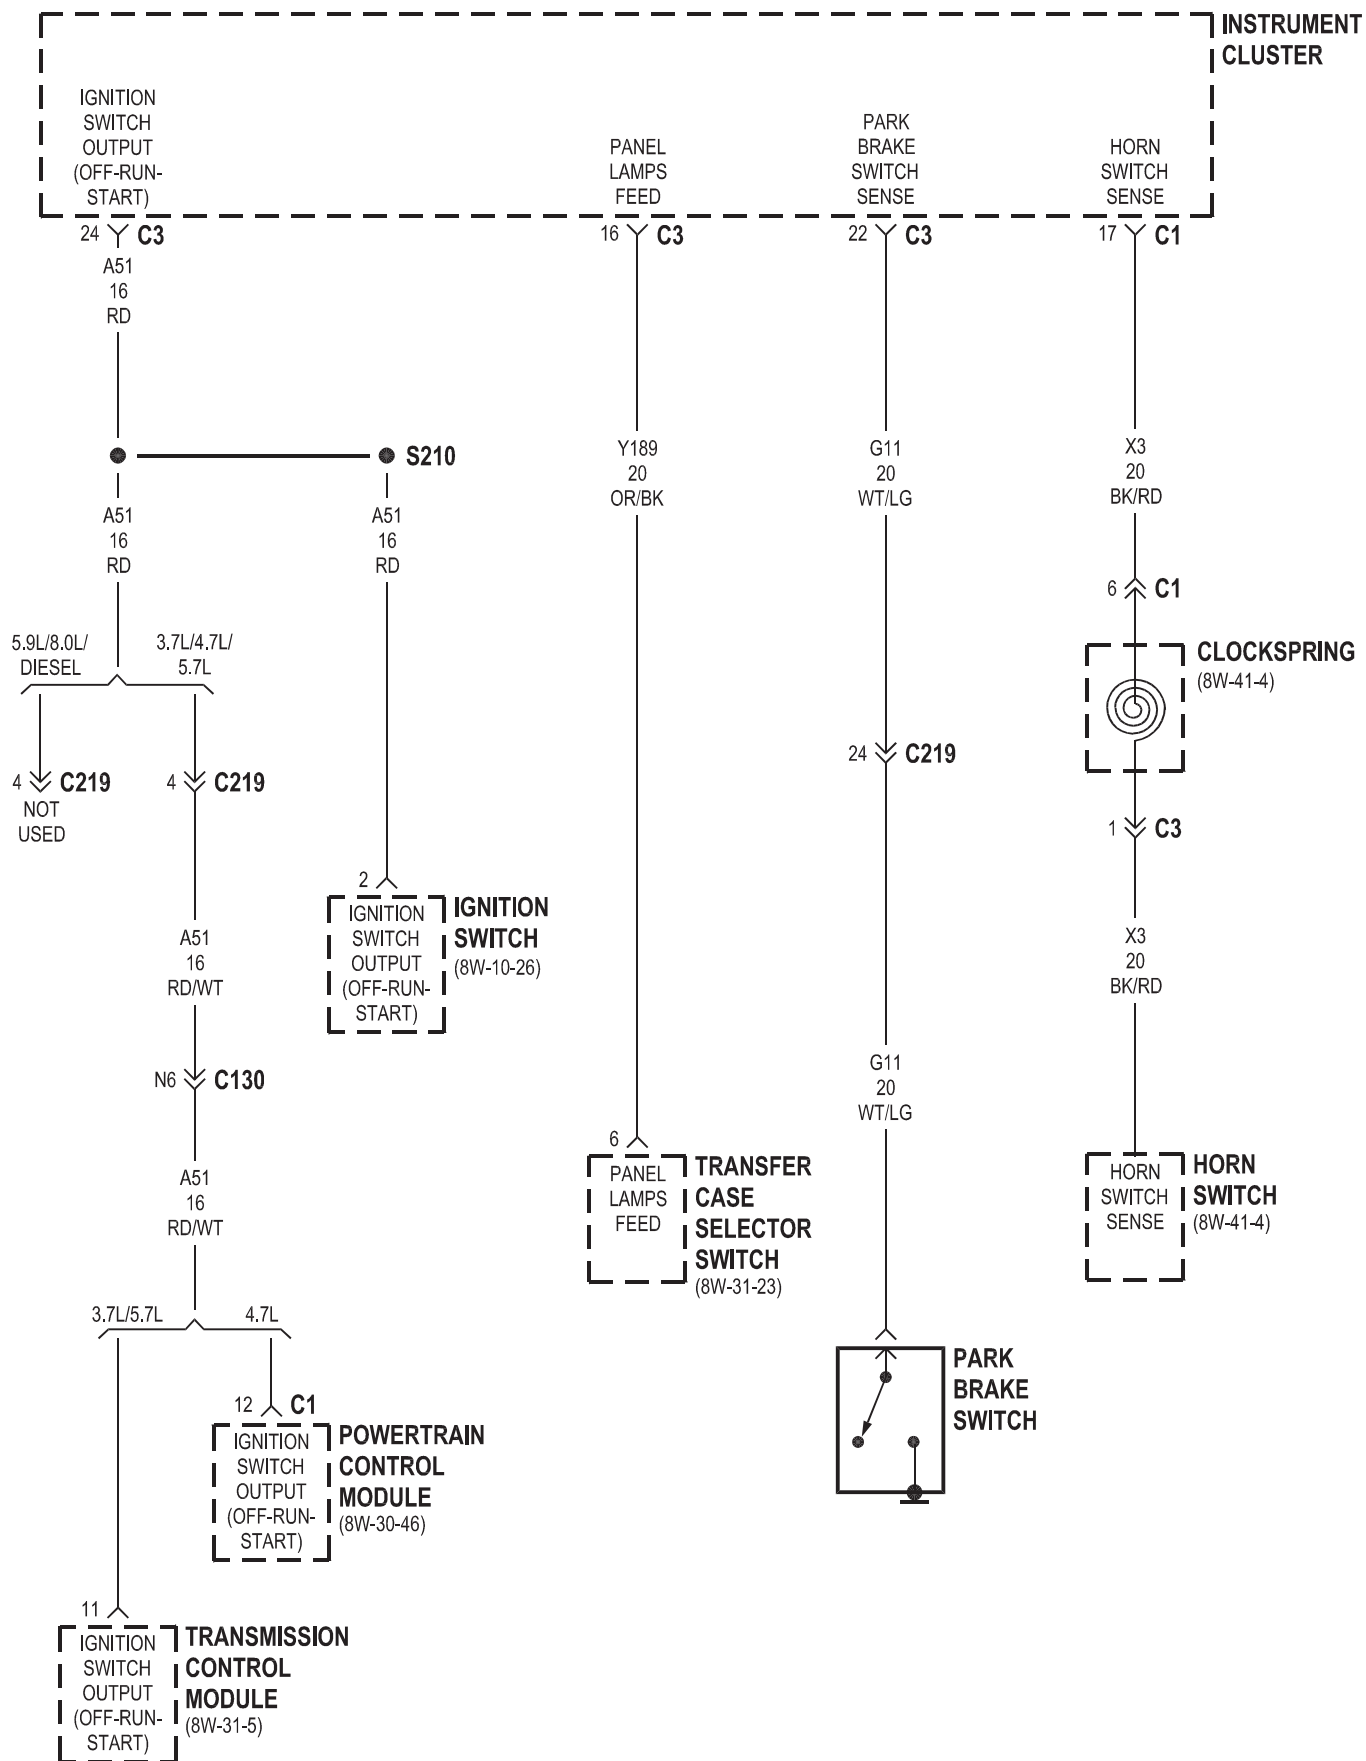 INSTRUMENT
CLUSTER
IGNITION
SWITCH
OUTPUT
(OFF-RUN-
START)
PANEL
LAMPS
FEED
PARK
BRAKE
SWITCH
SENSE
HORN
SWITCH
SENSE
24 C3
16 C3
22 C3
17 C1
A51
16
RD
S210
A51
16
RD
A51
16
RD
Y189
20
OR/BK
G11
20
WT/LG
X3
20
BK/RD
6 C1
5.9L/8.0L/
DIESEL
3.7L/4.7L/
5.7L
CLOCKSPRING
(8W-41-4)
4 C219
NOT
USED
4 C219
24 C219
1 C3
2
IGNITION
SWITCH
OUTPUT
(OFF-RUN-
START)
IGNITION
SWITCH
(8W-10-26)
A51
16
RD/WT
X3
20
BK/RD
N6 C130
G11
20
WT/LG
6
PANEL
LAMPS
FEED
TRANSFER
CASE
SELECTOR
SWITCH
(8W-31-23)
HORN
SWITCH
SENSE
HORN
SWITCH
(8W-41-4)
A51
16
RD/WT
3.7L/5.7L
4.7L
PARK
BRAKE
SWITCH
12 C1
IGNITION
SWITCH
OUTPUT
(OFF-RUN-
START)
POWERTRAIN
CONTROL
MODULE
(8W-30-46)
11
IGNITION
SWITCH
OUTPUT
(OFF-RUN-
START)
TRANSMISSION
CONTROL
MODULE
(8W-31-5)